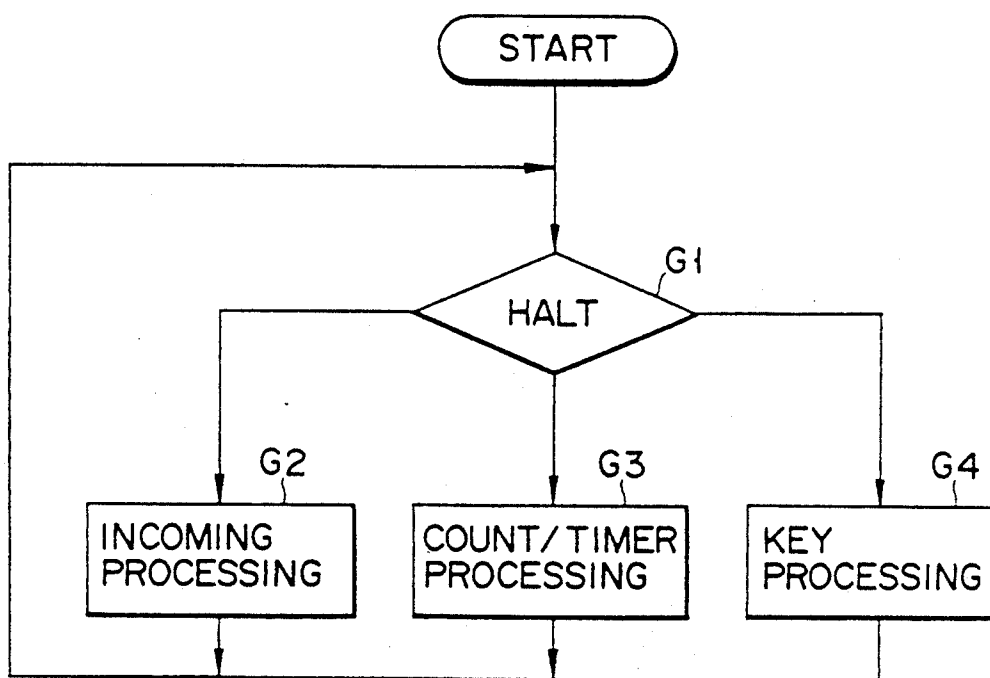 START
G1
HALT
G2
G3
G4
INCOMING
PROCESSING
COUNT/TIMER
PROCESSING
KEY
PROCESSING